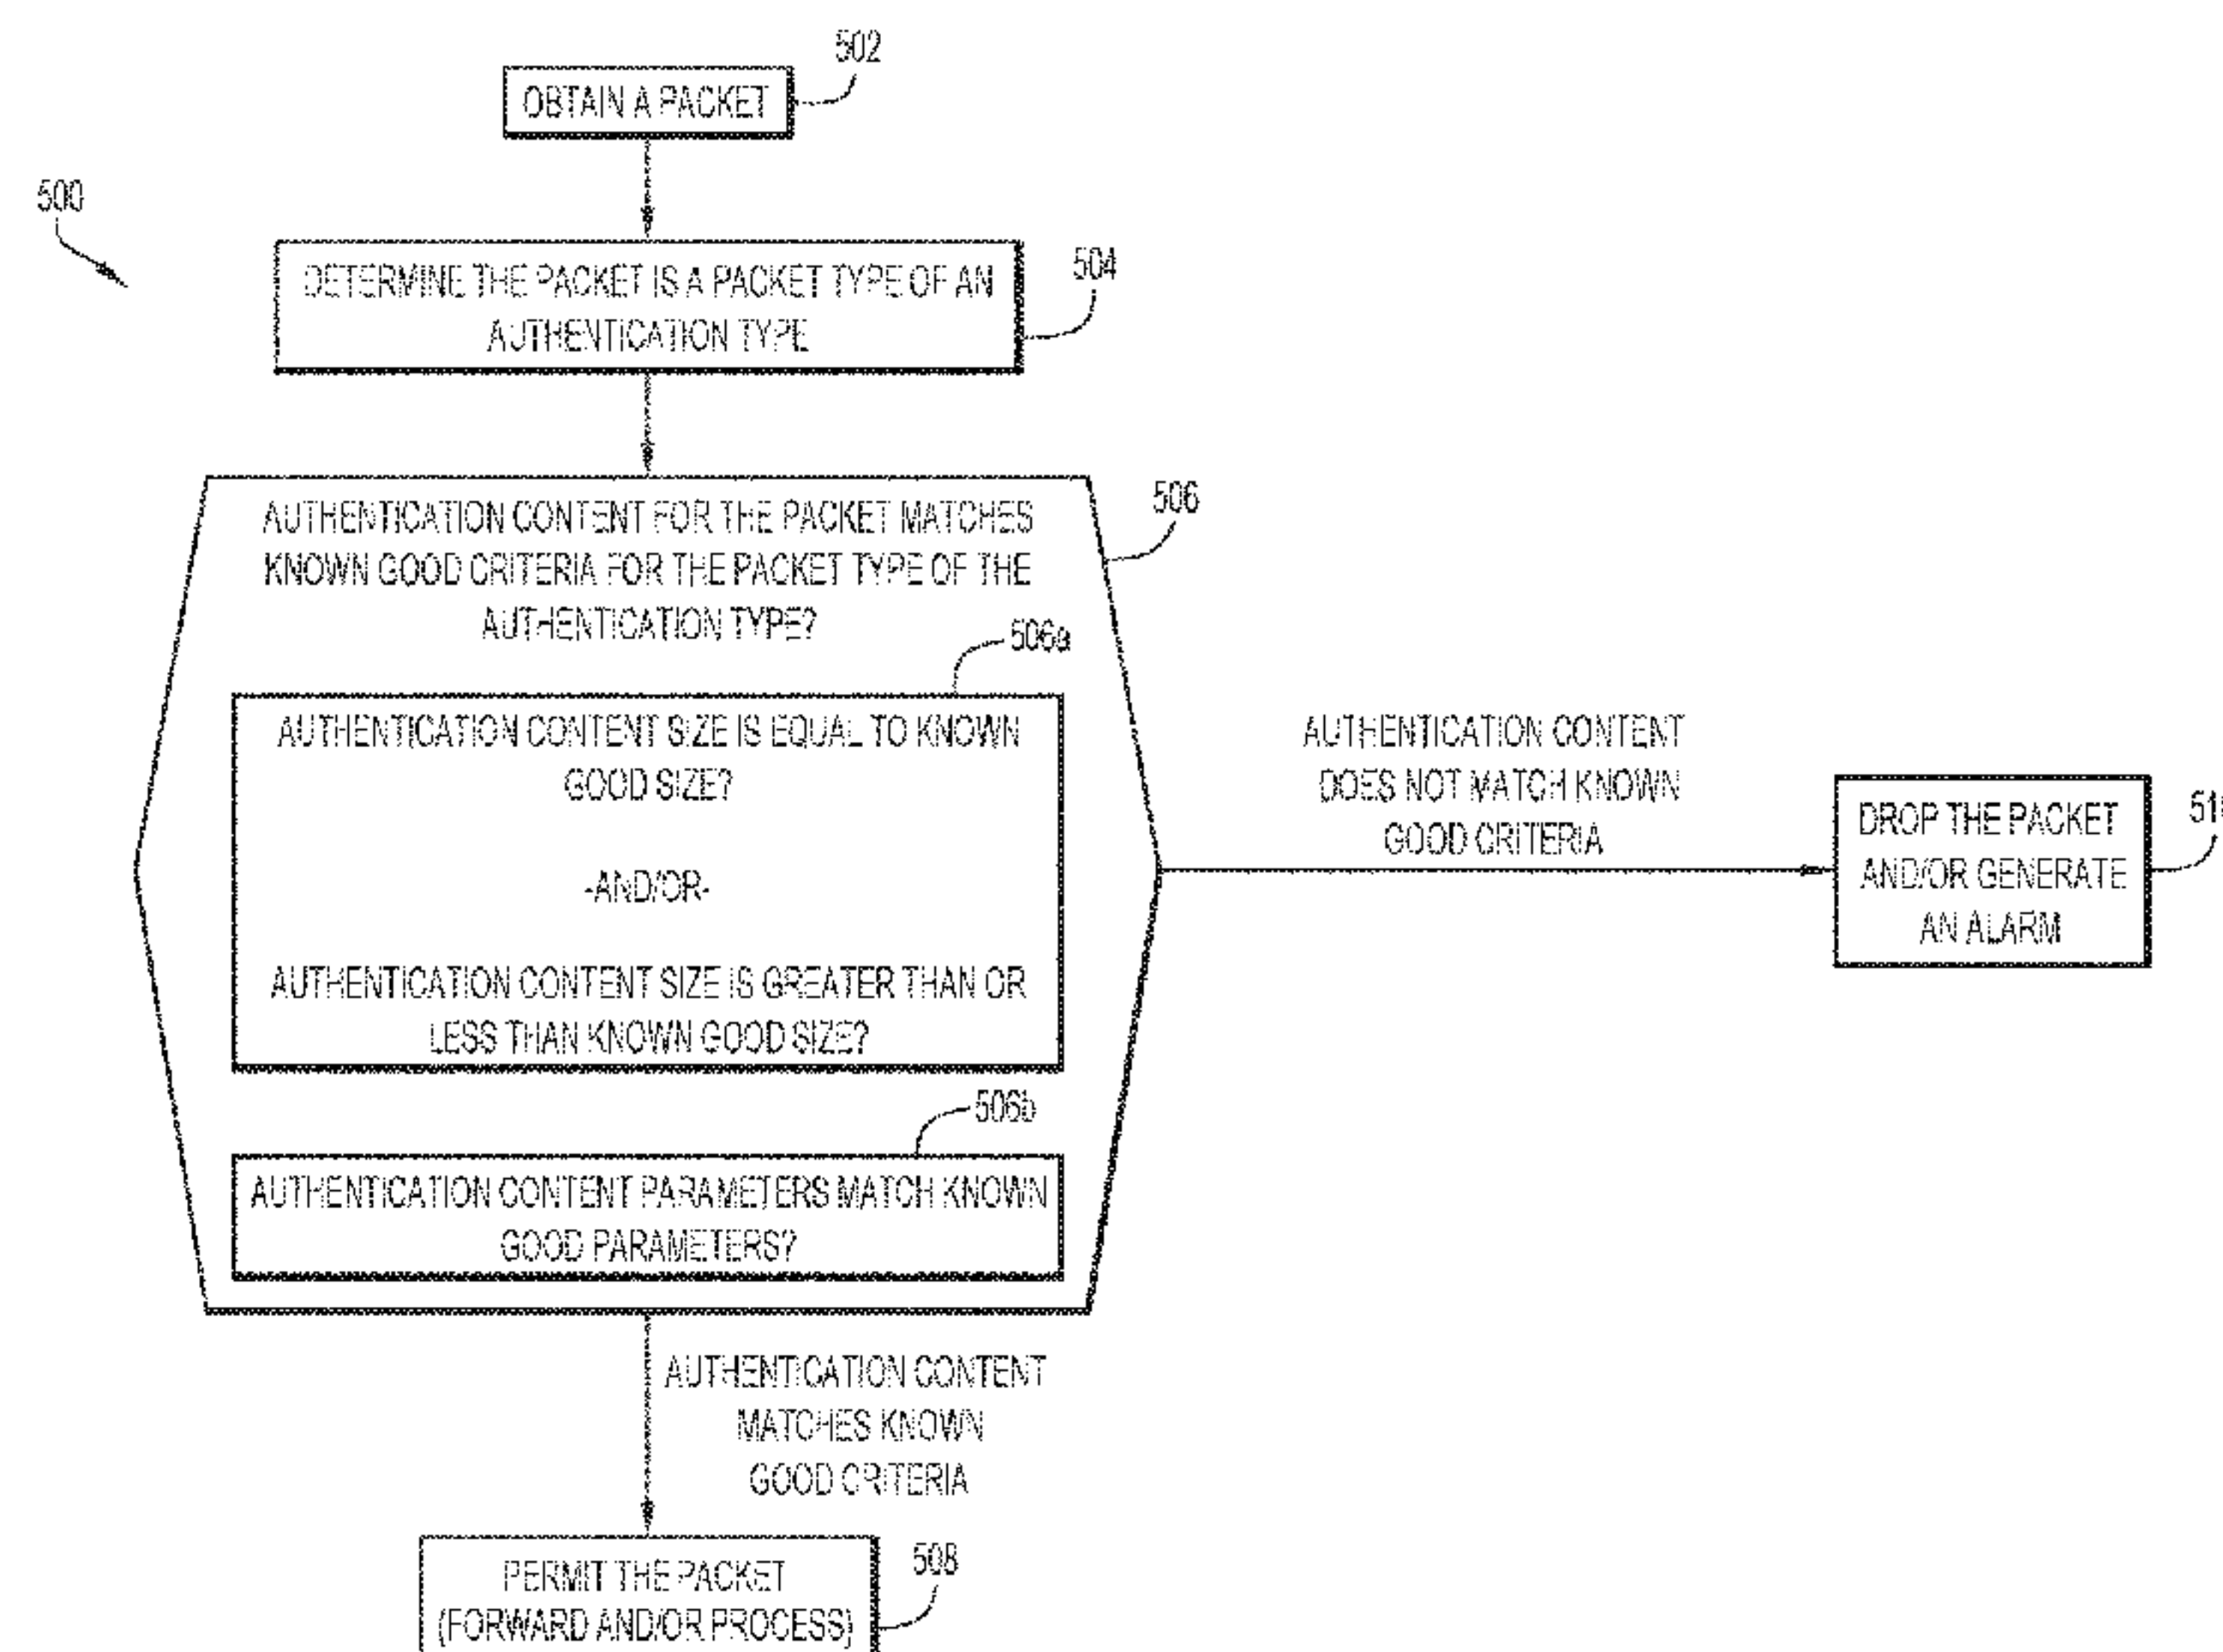 502
OBTAIN A PACKET
500
504
DETERMINE THE PACKET IS A PACKET TYPE OF AN
AUTHENTICATION TYPE
506
AUTHENTICATION CONTENT FOR THE PACKET MATCHES
KNOWN GOOD CRITERIA FOR THE PACKET TYPE OF THE
AUTHENTICATION TYPE?
506a
AUTHENTICATION CONTENT SIZE IS EQUAL TO KNOWN
GOOD SIZE?
-AND/OR-
AUTHENTICATION CONTENT SIZE IS GREATER THAN OR
LESS THAN KNOWN GOOD SIZE?
506b
AUTHENTICATION CONTENT PARAMETERS MATCH KNOWN
GOOD PARAMETERS?
AUTHENTICATION CONTENT
DOES NOT MATCH KNOWN
GOOD CRITERIA
DROP THE PACKET
AND/OR GENERATE
AN ALARM
AUTHENTICATION CONTENT
MATCHES KNOWN
GOOD CRITERIA
508
PERMIT THE PACKET
(FORWARD AND/OR PROCESS)